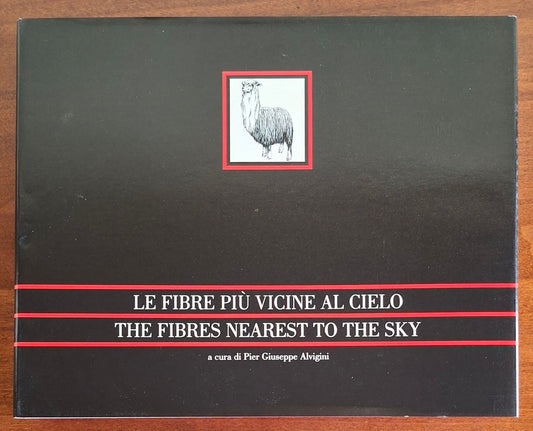 LE FIBRE PIÙ VICINE AL CIELO
THE FIBRES NEAREST TO THE SKY
a cura di Pier Giuseppe Alvigini